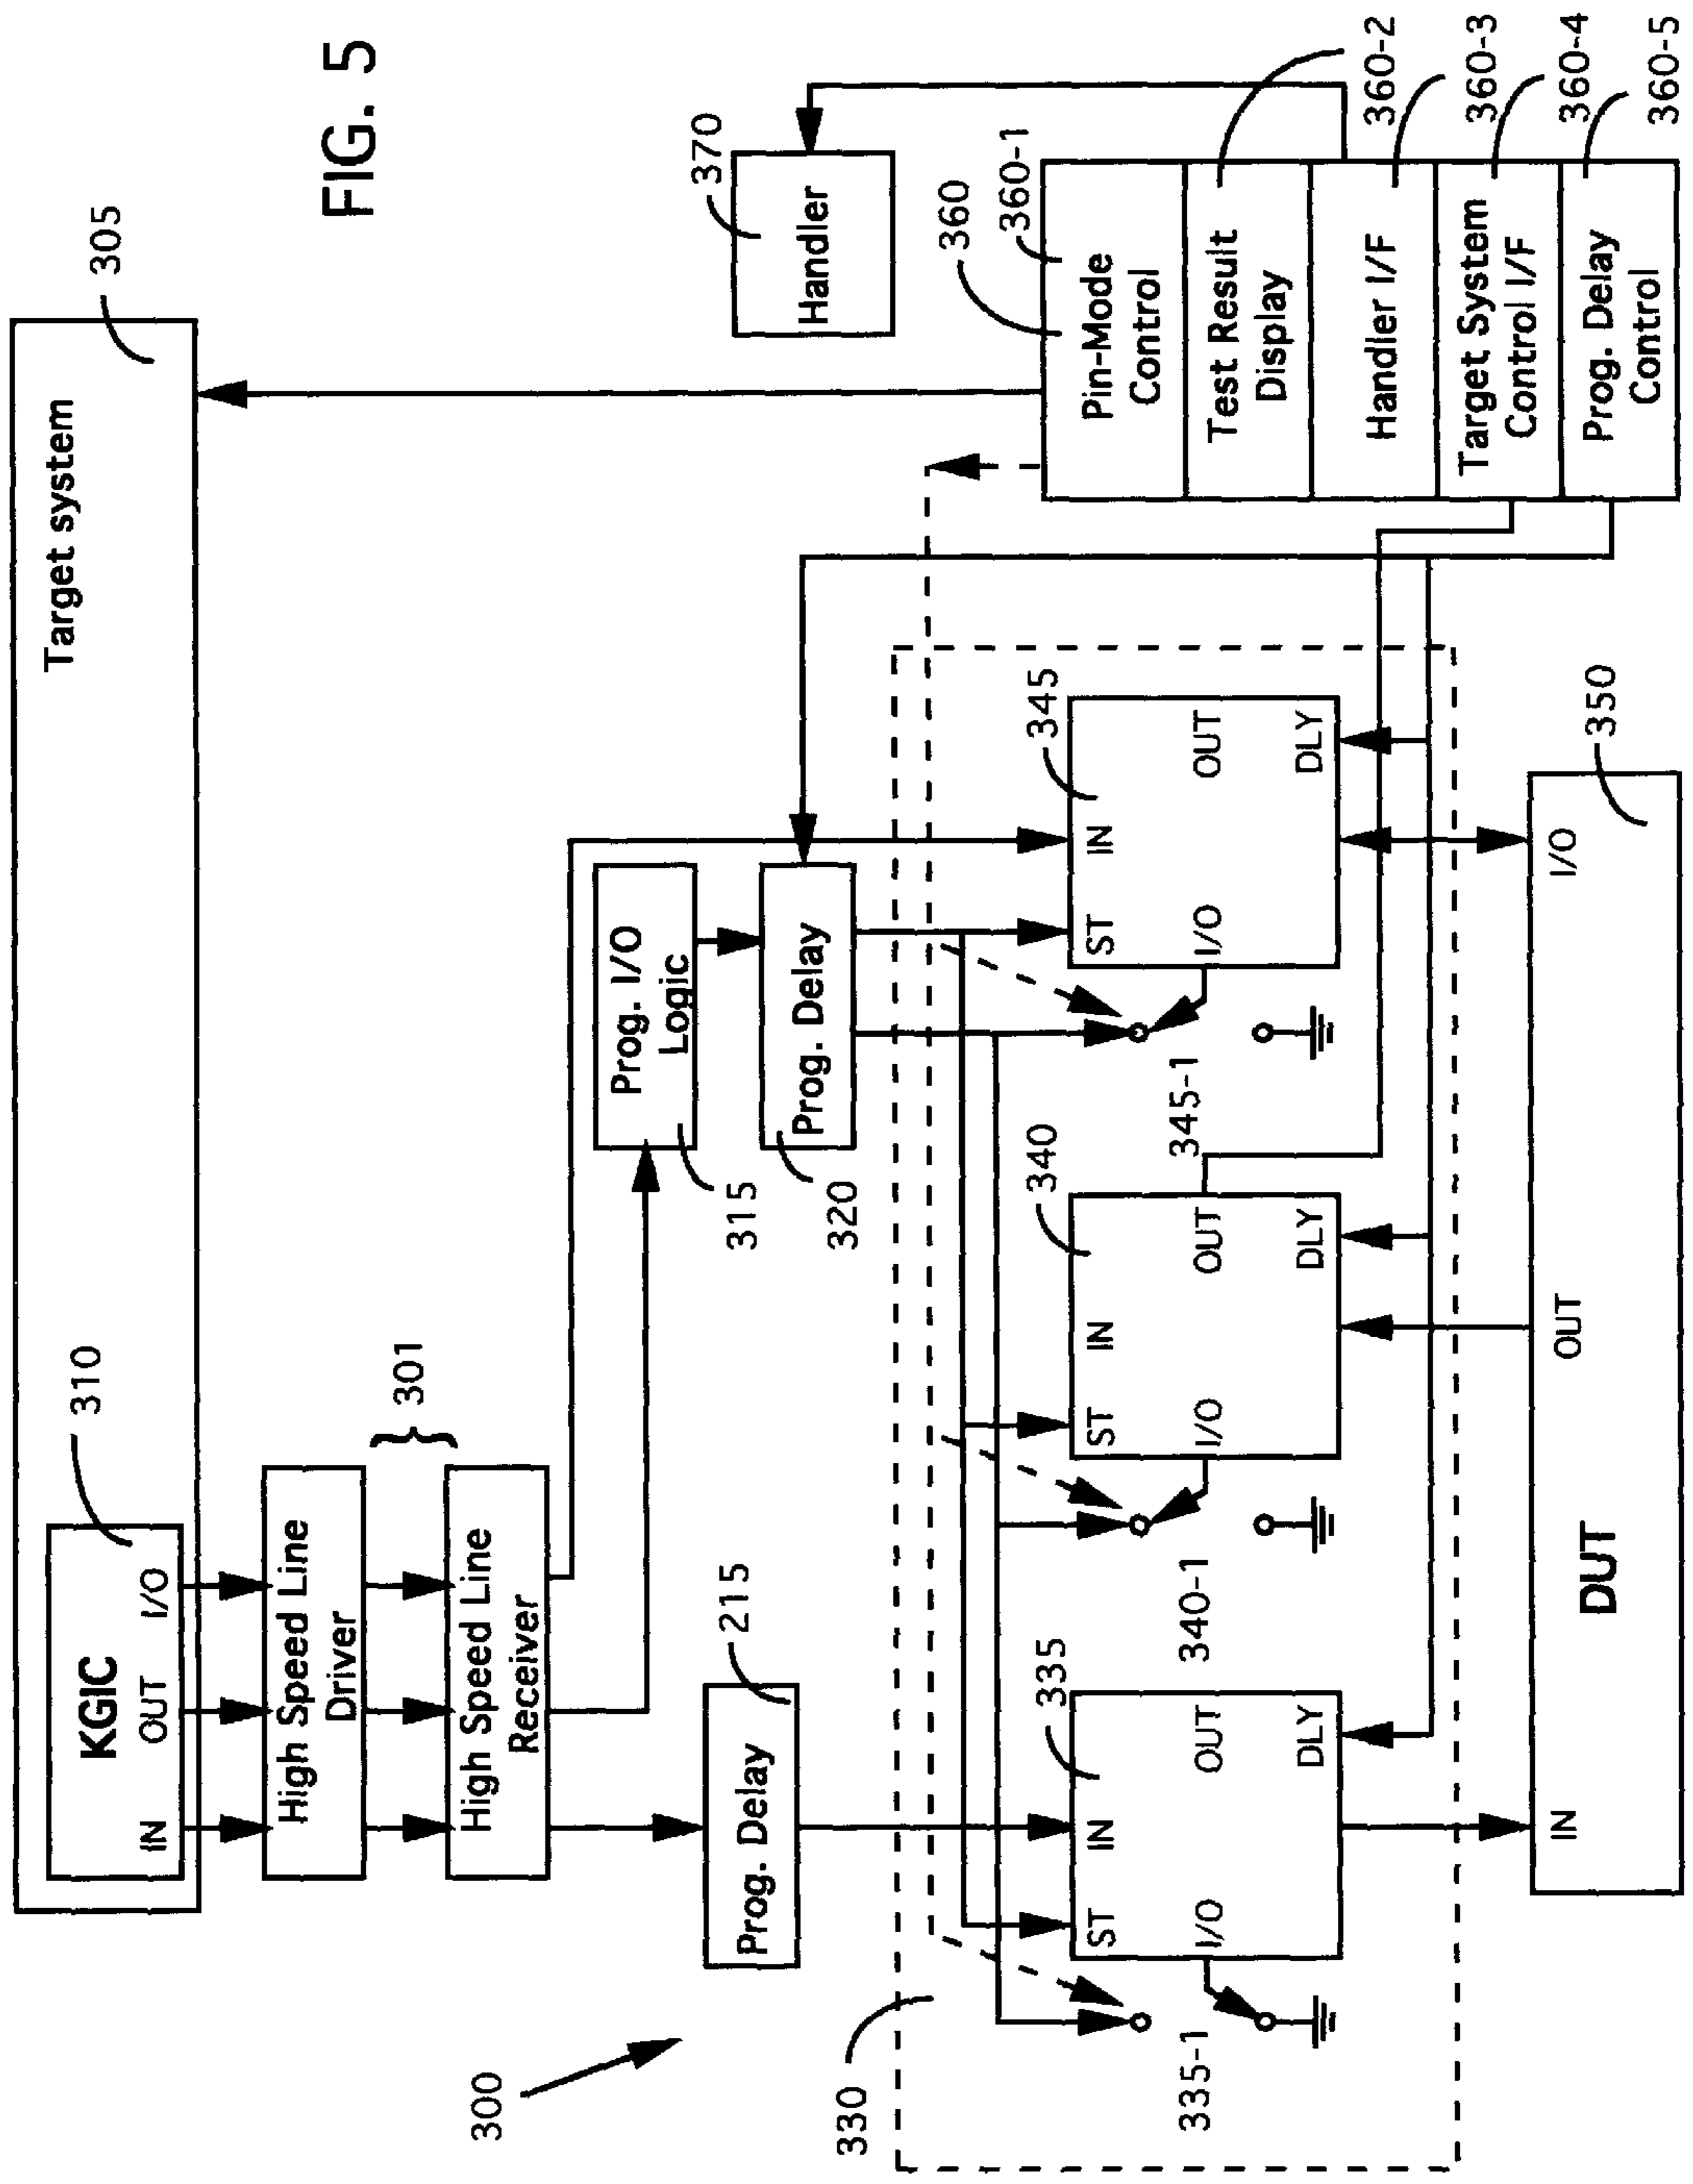 FIG. 5
Target system
305
KGIC
IN
OUT
I/O
310
High Speed Line
Driver
301
High Speed Line
Receiver
Prog. Delay
215
Prog. I/O
Logic
315
Prog. Delay
320
300
330
ST
IN
I/O
OUT
DLY
335
335-1
ST
IN
I/O
OUT
DLY
340
340-1
ST
IN
I/O
OUT
DLY
345
345-1
IN
OUT
I/O
DUT
350
Handler
370
360
360-1
Pin-Mode
Control
Test Result
Display
360-2
Handler I/F
360-3
Target System
Control I/F
360-4
Prog. Delay
Control
360-5